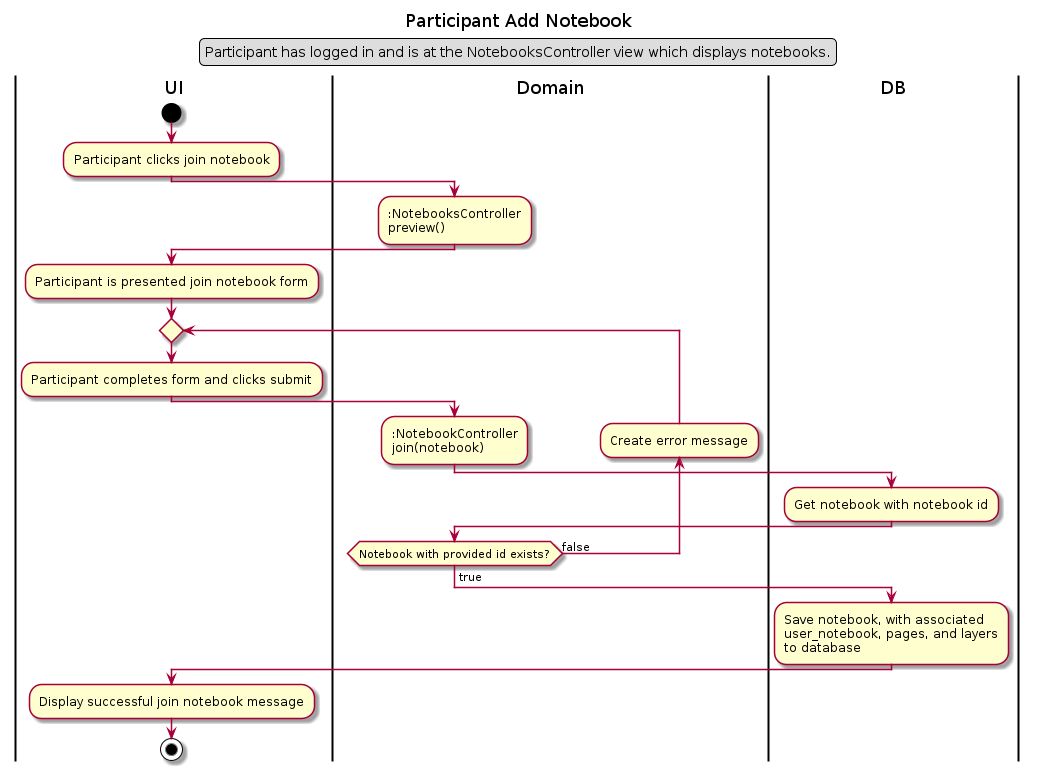 Participant Add Notebook
Participant has logged in and is at the NotebooksController view which displays notebooks.
UI
Domain
DB
Participant clicks join notebook
:NotebooksController
preview()
Participant is presented join notebook form
Participant completes form and clicks submit
:NotebookController
join(notebook)
Create error message
Get notebook with notebook id
Notebook with provided id exists?
false
true
Save notebook, with associated
user_notebook, pages, and layers
to database
Display successful join notebook message